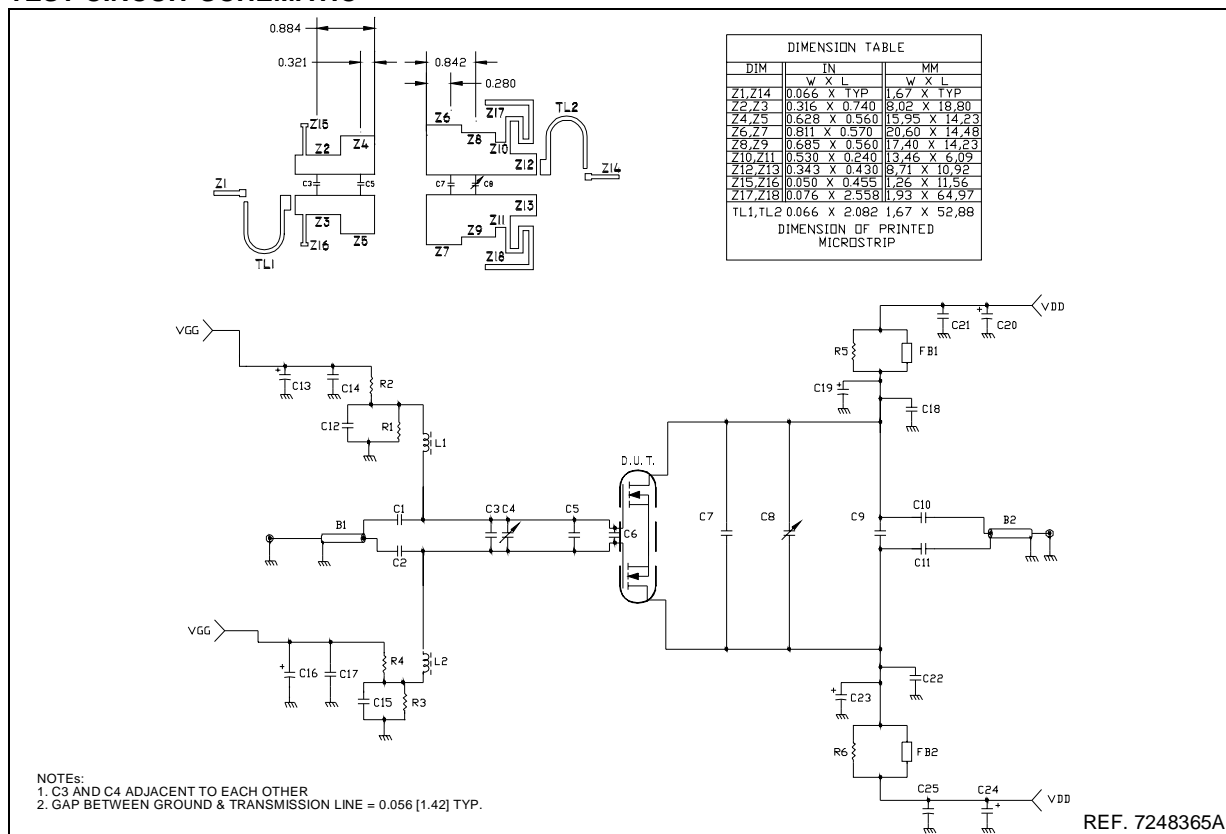 0.884
0.321
0.842
0.280
Z15
Z2
Z4
Z1
C3
C5
Z3
Z16
Z5
TL1
Z6
Z8
Z17
Z10
Z12
TL2
Z14
C7
C8
Z13
Z11
Z9
Z7
Z18
DIMENSION TABLE
DIM IN MM
W X L W X L
Z1,Z14 0.066 X TYP 1,67 X TYP
Z2,Z3 0.316 X 0.740 8,02 X 18,80
Z4,Z5 0.628 X 0.560 15,95 X 14,23
Z6,Z7 0.811 X 0.570 20,60 X 14,48
Z8,Z9 0.685 X 0.560 17,40 X 14,23
Z10,Z11 0.530 X 0.240 13,46 X 6,09
Z12,Z13 0.343 X 0.430 8,71 X 10,92
Z15,Z16 0.050 X 0.455 1,26 X 11,56
Z17,Z18 0.076 X 2.558 1,93 X 64,97
TL1,TL2 0.066 X 2.082 1,67 X 52,88
DIMENSION OF PRINTED
MICROSTRIP
VGG
+
C13
C14
R2
C12
R1
L1
B1
C1
C2
C3
C4
C5
C6
D.U.T.
VGG
+
C16
C17
R4
C15
R3
L2
VDD
C21
+
C20
R5
FB1
C19
+
C18
C7
C8
C9
C10
C11
B2
C22
+
C23
R6
FB2
C25
C24
+
VDD
NOTEs:
1. C3 AND C4 ADJACENT TO EACH OTHER
2. GAP BETWEEN GROUND & TRANSMISSION LINE = 0.056 [1.42] TYP.
REF. 7248365A